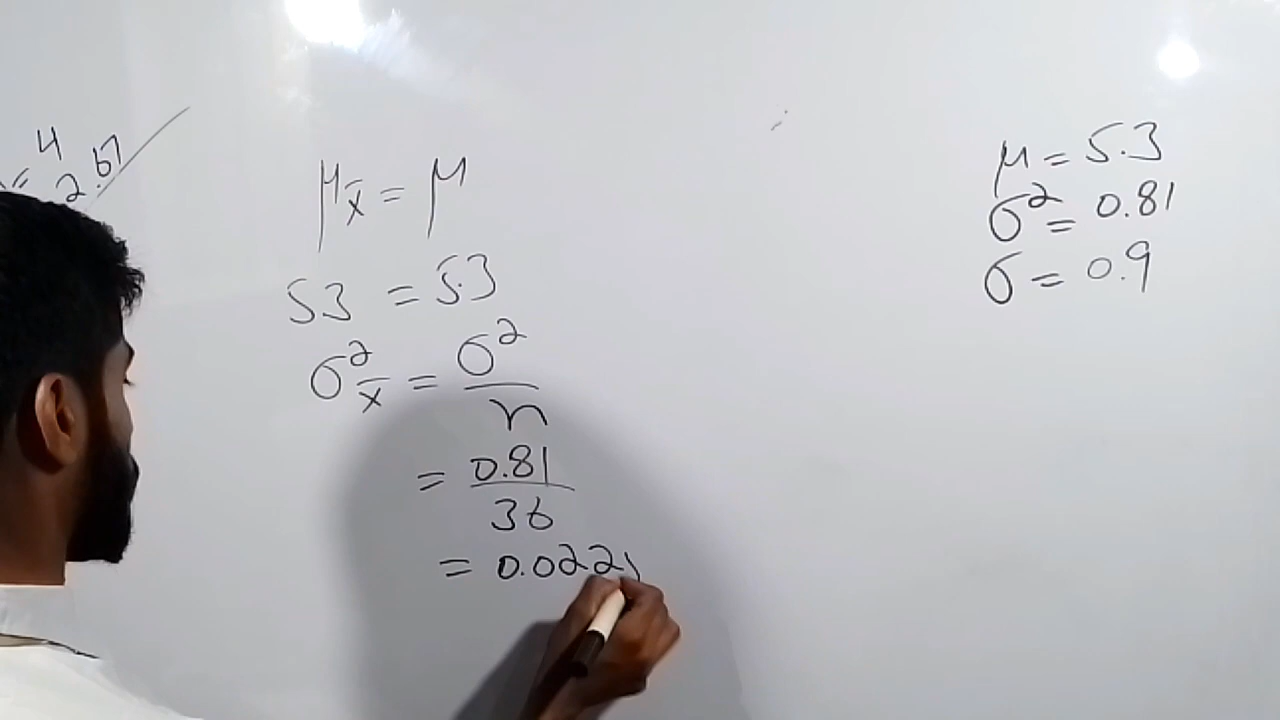 = 4
2.67
μx̄ = μ
53 = 5.3
σ²x̄ = σ²/n
= 0.81/36
= 0.022
μ = 5.3
σ² = 0.81
σ = 0.9